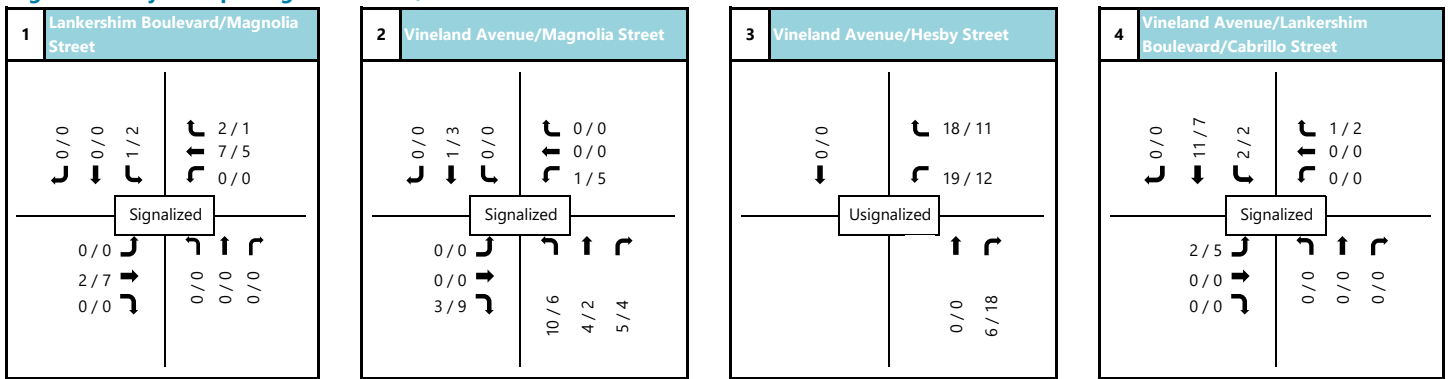 1
Lankershim Boulevard/Magnolia
Street
0 / 0
0 / 0
1 / 2
2 / 1
7 / 5
0 / 0
Signalized
0 / 0
2 / 7
0 / 0
0 / 0
0 / 0
0 / 0
2
Vineland Avenue/Magnolia Street
0 / 0
1 / 3
0 / 0
0 / 0
0 / 0
1 / 5
Signalized
0 / 0
0 / 0
3 / 9
10 / 6
4 / 2
5 / 4
3
Vineland Avenue/Hesby Street
0 / 0
18 / 11
19 / 12
Usignalized
0 / 0
6 / 18
4
Vineland Avenue/Lankershim
Boulevard/Cabrillo Street
0 / 0
11 / 7
2 / 2
1 / 2
0 / 0
0 / 0
Signalized
2 / 5
0 / 0
0 / 0
0 / 0
0 / 0
0 / 0